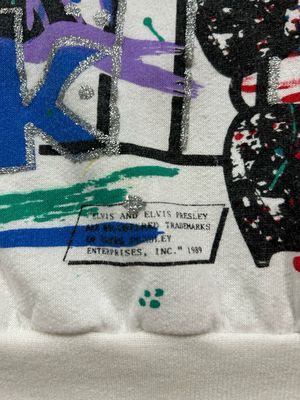 K
"ELVIS AND ELVIS PRESLEY
ARE REGISTERED TRADEMARKS
OF ELVIS PRESLEY
ENTERPRISES, INC." 1989